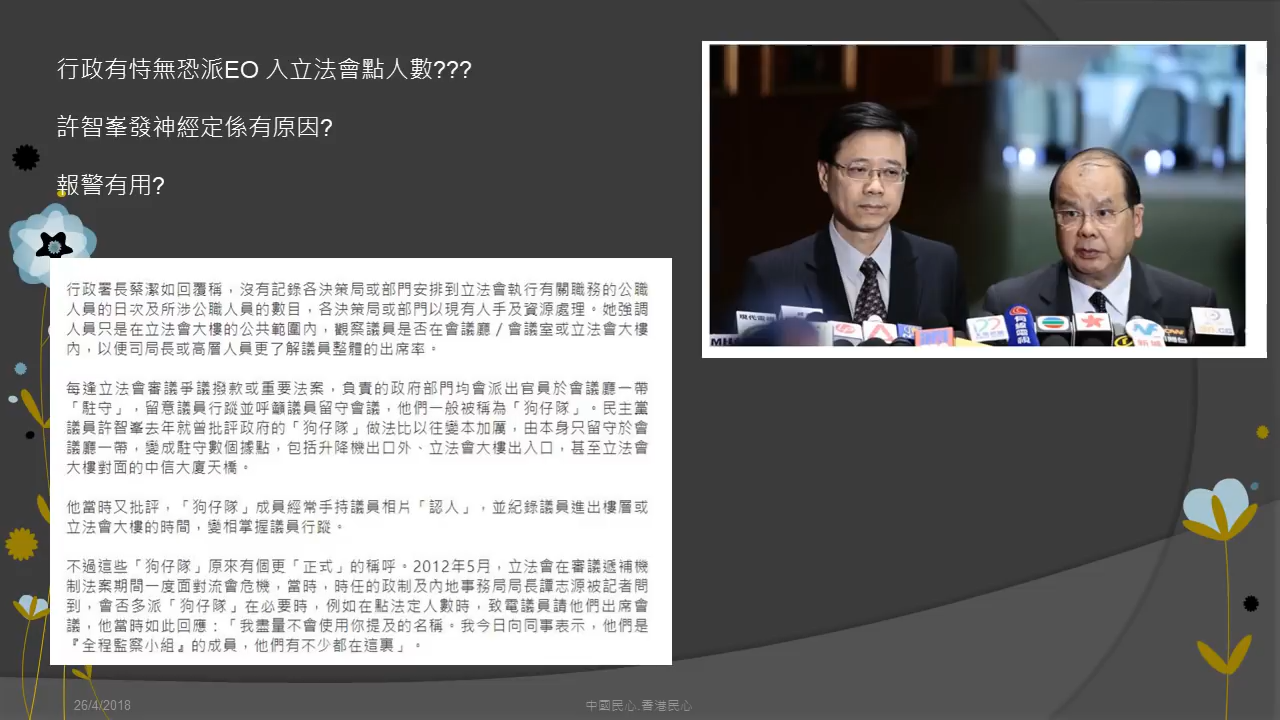 行政有恃無恐派EO 入立法會點人數???
許智峯發神經定係有原因?
報警有用?
行政署長蔡潔如回覆稱，沒有記錄各決策局或部門安排到立法會執行有關職務的公職
人員的日次及所涉公職人員的數目，各決策局或部門以現有人手及資源處理。她強調
人員只是在立法會大樓的公共範圍內，觀察議員是否在會議廳／會議室或立法會大樓
內，以便司局長或高層人員更了解議員整體的出席率。
每逢立法會審議爭議撥款或重要法案，負責的政府部門均會派出官員於會議廳一帶
「駐守」，留意議員行蹤並呼籲議員留守會議，他們一般被稱為「狗仔隊」。民主黨
議員許智峯去年就曾批評政府的「狗仔隊」做法比以往變本加厲，由本身只留守於會
議廳一帶，變成駐守數個據點，包括升降機出口外、立法會大樓出入口，甚至立法會
大樓對面的中信大廈天橋。
他當時又批評，「狗仔隊」成員經常手持議員相片「認人」，並紀錄議員進出樓層或
立法會大樓的時間，變相掌握議員行蹤。
不過這些「狗仔隊」原來有個更「正式」的稱呼。2012年5月，立法會在審議遞補機
制法案期間一度面對流會危機，當時，時任的政制及內地事務局局長譚志源被記者問
到，會否多派「狗仔隊」在必要時，例如在點法定人數時，致電議員請他們出席會
議，他當時如此回應：「我盡量不會使用你提及的名稱。我今日向同事表示，他們是
『全程監察小組』的成員，他們有不少都在這裏」。
有線電視
26/4/2018
中國民心.香港民心